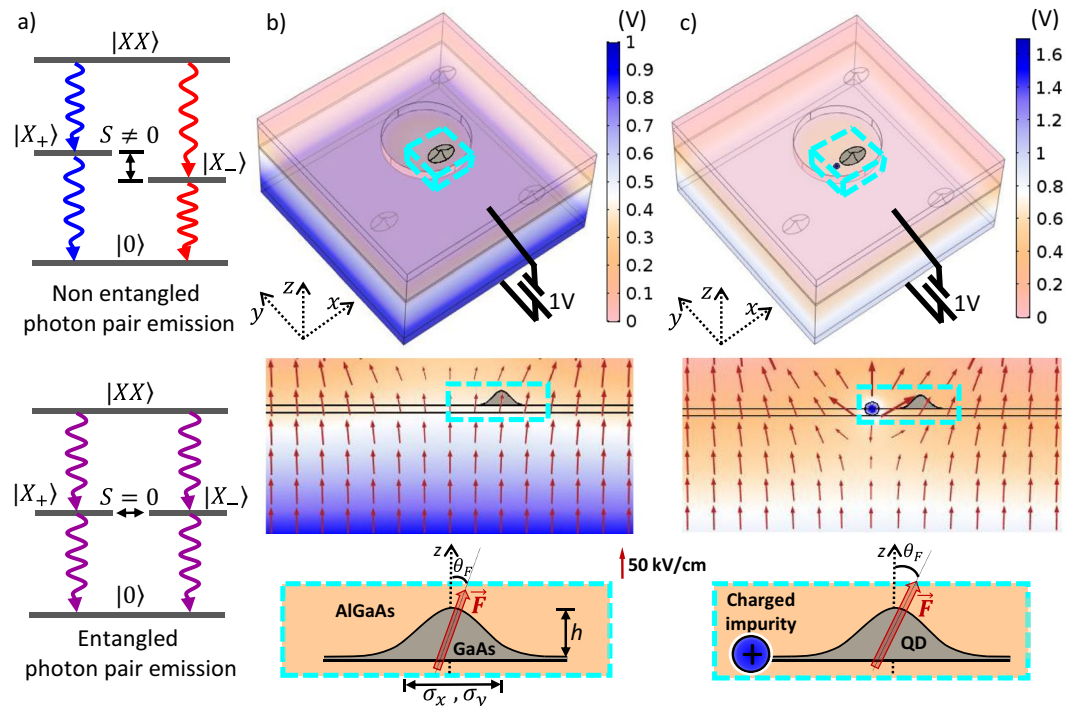 a)
|XX⟩
|X₊⟩
S ≠ 0
|X₋⟩
|0⟩
Non entangled
photon pair emission
|XX⟩
|X₊⟩
S = 0
|X₋⟩
|0⟩
Entangled
photon pair emission
b)
(V)
1
0.9
0.8
0.7
0.6
0.5
0.4
0.3
0.2
0.1
0
z
y
x
1V
z
θ_F
AlGaAs
F⃗
GaAs
h
σₓ , σᵧ
50 kV/cm
c)
(V)
1.6
1.4
1.2
1
0.8
0.6
0.4
0.2
0
z
y
x
1V
z
θ_F
Charged
impurity
F⃗
QD
+